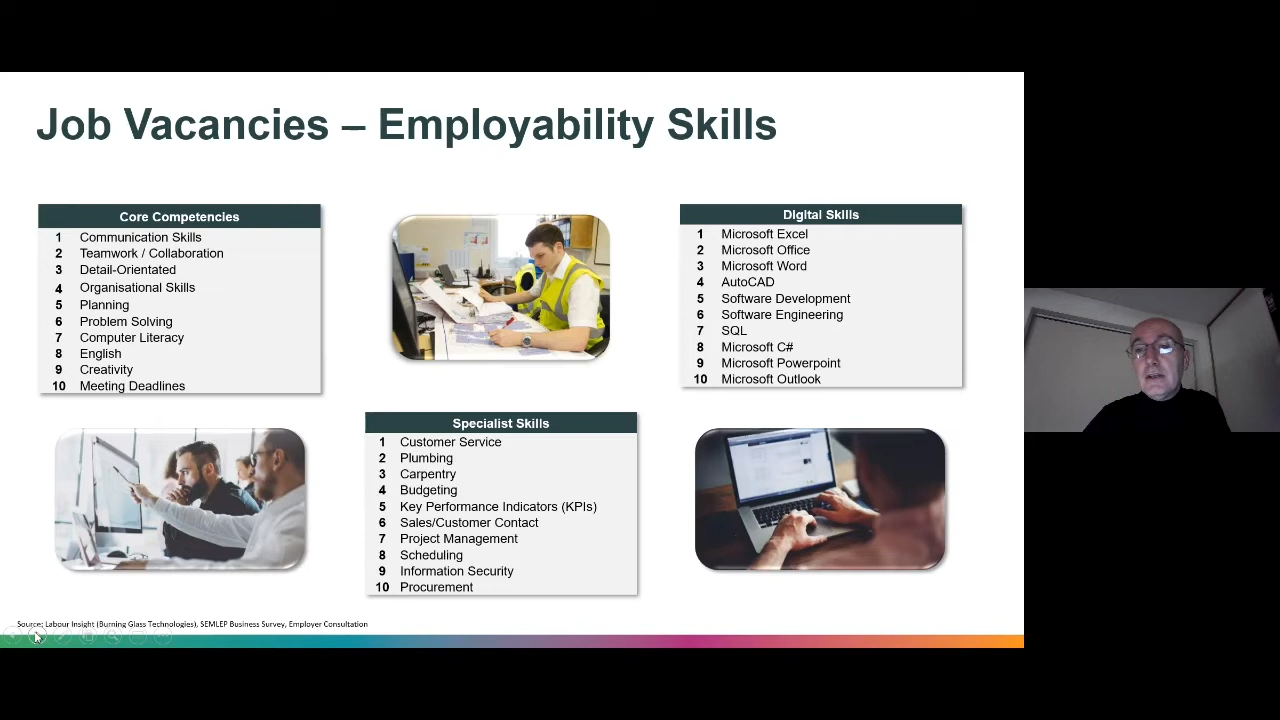 Job Vacancies – Employability Skills
Core Competencies
1 Communication Skills
2 Teamwork / Collaboration
3 Detail-Orientated
4 Organisational Skills
5 Planning
6 Problem Solving
7 Computer Literacy
8 English
9 Creativity
10 Meeting Deadlines
Digital Skills
1 Microsoft Excel
2 Microsoft Office
3 Microsoft Word
4 AutoCAD
5 Software Development
6 Software Engineering
7 SQL
8 Microsoft C#
9 Microsoft Powerpoint
10 Microsoft Outlook
Specialist Skills
1 Customer Service
2 Plumbing
3 Carpentry
4 Budgeting
5 Key Performance Indicators (KPIs)
6 Sales/Customer Contact
7 Project Management
8 Scheduling
9 Information Security
10 Procurement
Source: Labour Insight (Burning Glass Technologies), SEMLEP Business Survey, Employer Consultation